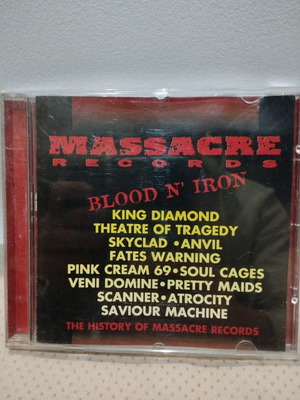 MASSACRE
RECORDS
BLOOD N' IRON
KING DIAMOND
THEATRE OF TRAGEDY
SKYCLAD • ANVIL
FATES WARNING
PINK CREAM 69 • SOUL CAGES
VENI DOMINE • PRETTY MAIDS
SCANNER • ATROCITY
SAVIOUR MACHINE
THE HISTORY OF MASSACRE RECORDS